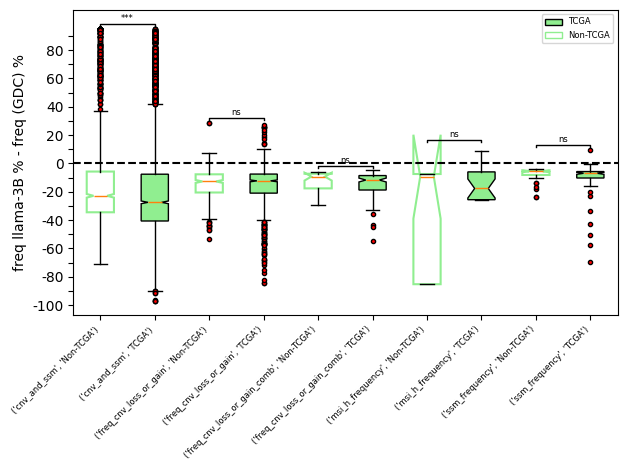 ***
TCGA
Non-TCGA
ns
ns
ns
ns
freq llama-3B % - freq (GDC) %
80
60
40
20
0
-20
-40
-60
-80
-100
('cnv_and_ssm', 'Non-TCGA')
('cnv_and_ssm', 'TCGA')
('freq_cnv_loss_or_gain', 'Non-TCGA')
('freq_cnv_loss_or_gain', 'TCGA')
('freq_cnv_loss_or_gain_comb', 'Non-TCGA')
('freq_cnv_loss_or_gain_comb', 'TCGA')
('msi_h_frequency', 'Non-TCGA')
('msi_h_frequency', 'TCGA')
('ssm_frequency', 'Non-TCGA')
('ssm_frequency', 'TCGA')